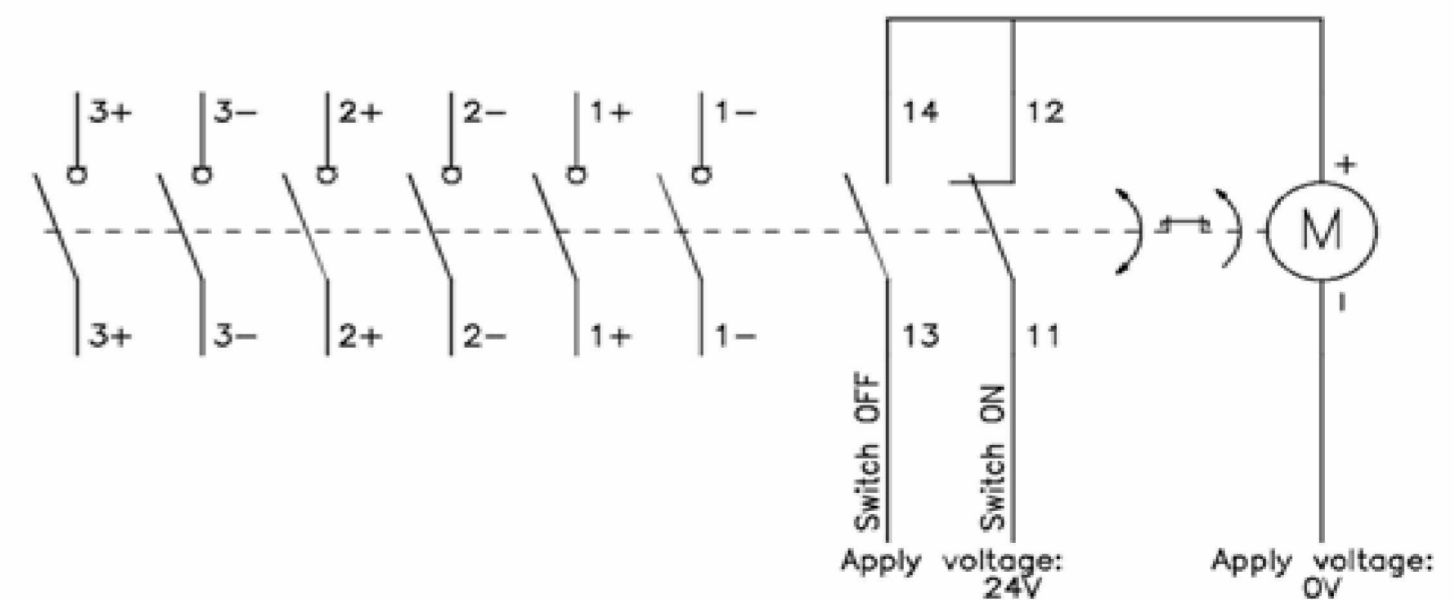 3+ 3- 2+ 2- 1+ 1- 14 12
+
M
-
3+ 3- 2+ 2- 1+ 1- 13 11
Switch OFF
Switch ON
Apply voltage:
24V
Apply voltage:
0V